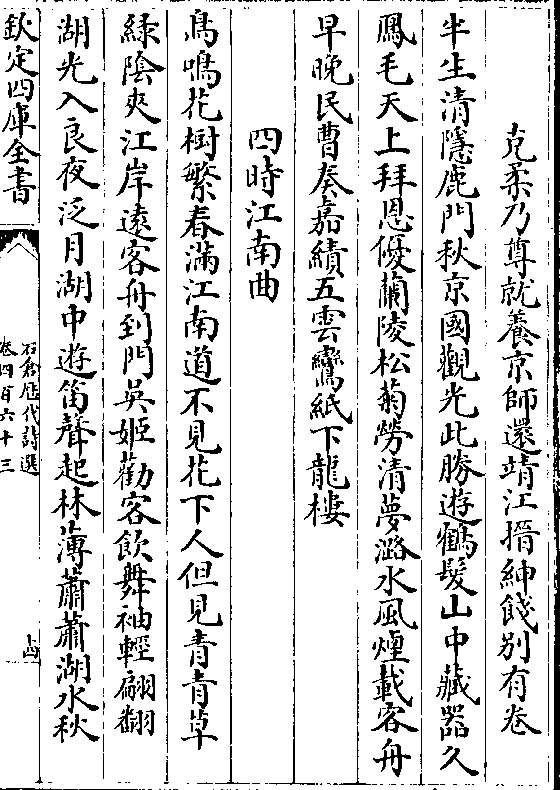 克柔乃尊就養京師還靖江搢紳餞别有卷
半生清隱鹿門秋京國觀光此勝遊鶴髮山中藏器久
鳳毛天上拜恩優蘭陵松菊勞清夢潞水風煙載客舟
早晚民曹奏嘉績五雲鸞紙下龍樓
四時江南曲
鳥鳴花樹繁春滿江南道不見花下人但見青青草
綠陰夾江岸遠客舟到門吳姬勸客飲舞袖輕翩翻
湖光入良夜泛月湖中遊笛聲起林薄蕭蕭湖水秋
欽定四庫全書
石倉歷代詩選
卷四百六十三